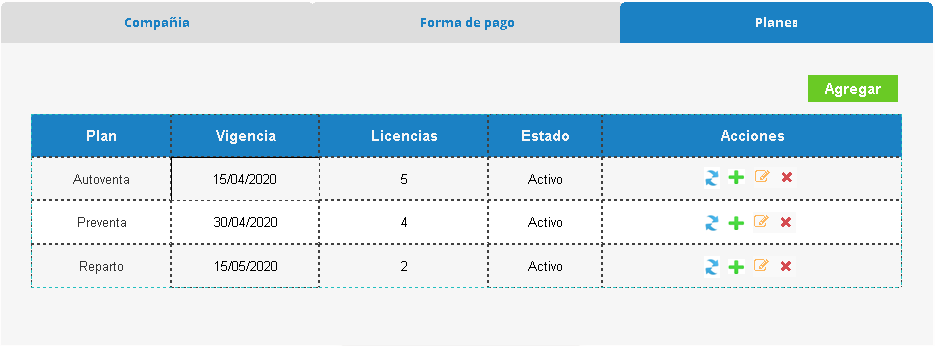 Compañia Forma de pago Planes
Agregar
Plan Vigencia Licencias Estado Acciones
Autoventa 15/04/2020 5 Activo
Preventa 30/04/2020 4 Activo
Reparto 15/05/2020 2 Activo